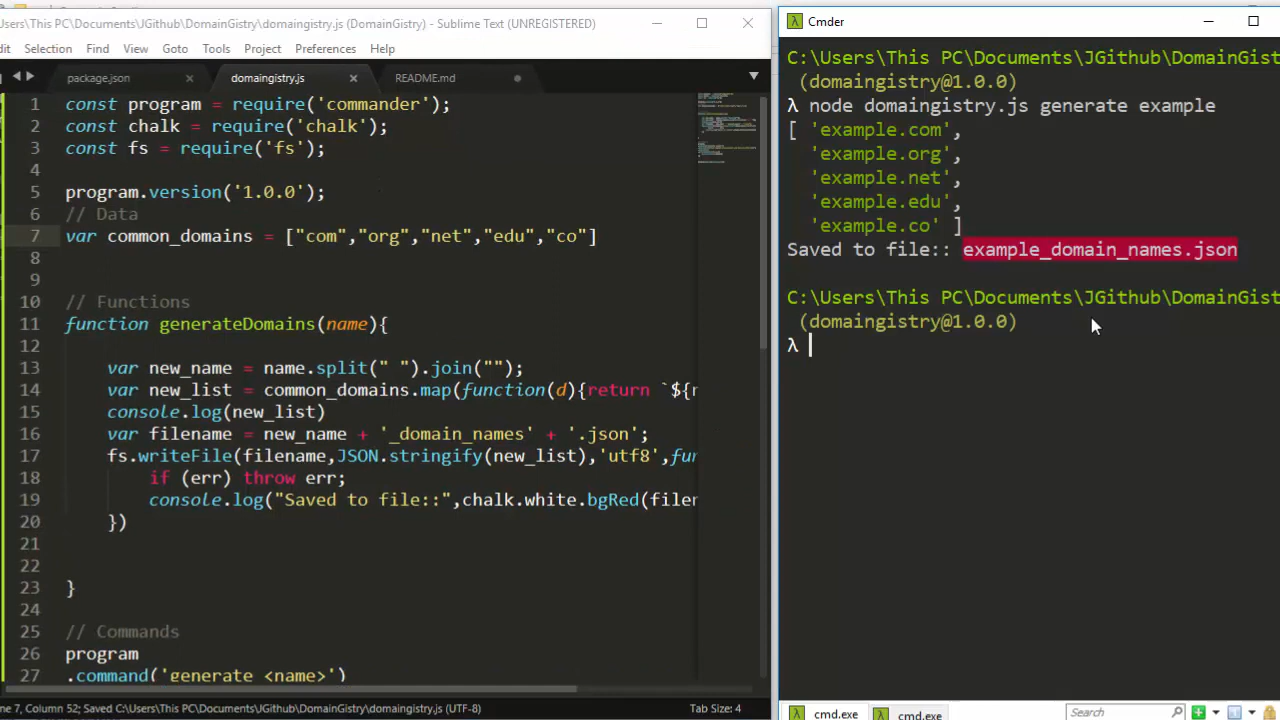 Users\This PC\Documents\JGithub\DomainGistry\domaingistry.js (DomainGistry) - Sublime Text (UNREGISTERED)
dit Selection Find View Goto Tools Project Preferences Help
package.json domaingistry.js README.md
1 const program = require('commander');
2 const chalk = require('chalk');
3 const fs = require('fs');
4
5 program.version('1.0.0');
6 // Data
7 var common_domains = ["com","org","net","edu","co"]
8
9
10 // Functions
11 function generateDomains(name){
12
13 var new_name = name.split(" ").join("");
14 var new_list = common_domains.map(function(d){return `${n
15 console.log(new_list)
16 var filename = new_name + '_domain_names' + '.json';
17 fs.writeFile(filename,JSON.stringify(new_list),'utf8',fun
18 if (err) throw err;
19 console.log("Saved to file::",chalk.white.bgRed(filen
20 })
21
22
23 }
24
25 // Commands
26 program
27 .command('generate <name>')
ne 7, Column 52; Saved C:\Users\This PC\Documents\JGithub\DomainGistry\domaingistry.js (UTF-8) Tab Size: 4
Cmder
C:\Users\This PC\Documents\JGithub\DomainGist
(domaingistry@1.0.0)
λ node domaingistry.js generate example
[ 'example.com',
'example.org',
'example.net',
'example.edu',
'example.co' ]
Saved to file:: example_domain_names.json
C:\Users\This PC\Documents\JGithub\DomainGist
(domaingistry@1.0.0)
λ
cmd.exe cmd.exe Search